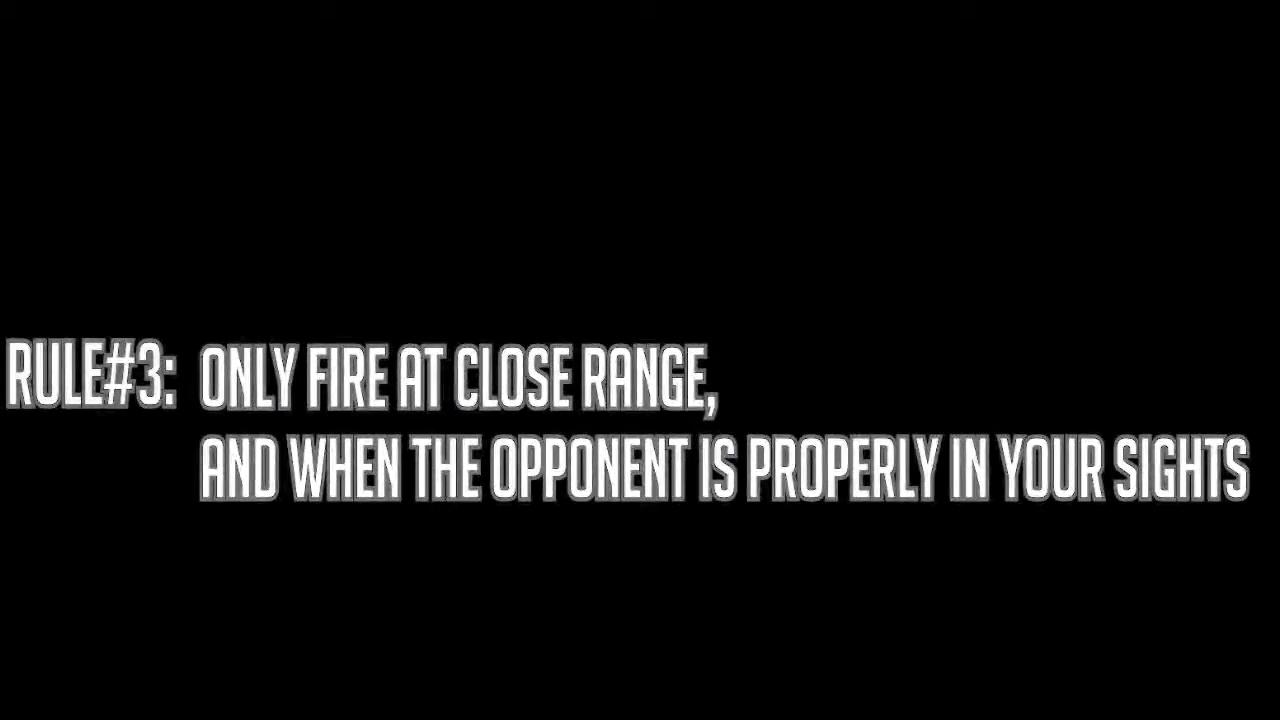 RULE#3: ONLY FIRE AT CLOSE RANGE,
AND WHEN THE OPPONENT IS PROPERLY IN YOUR SIGHTS